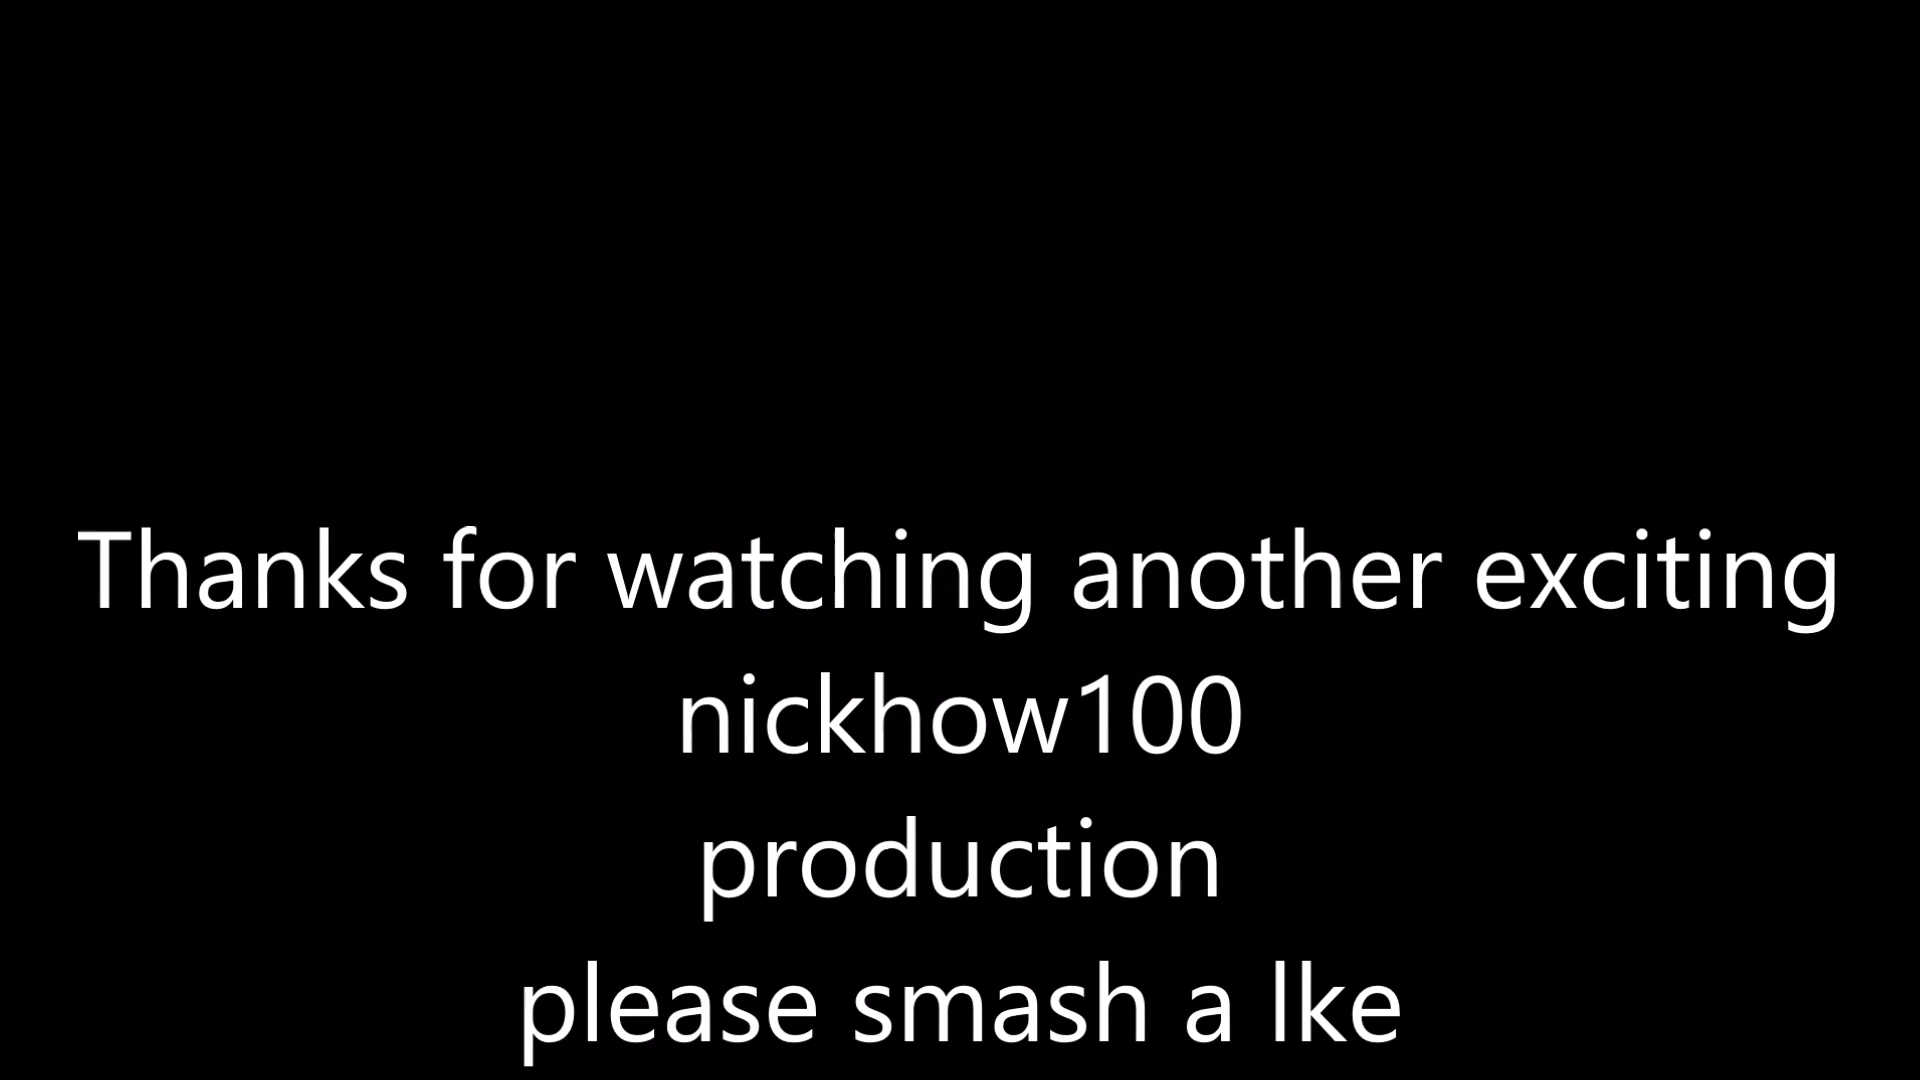 Thanks for watching another exciting
nickhow100
production
please smash a lke